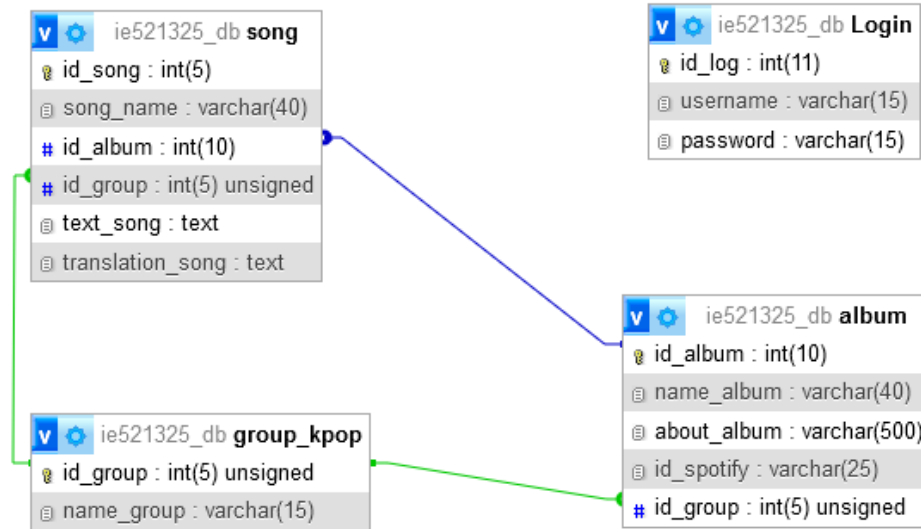 v ie521325_db song
id_song : int(5)
song_name : varchar(40)
# id_album : int(10)
# id_group : int(5) unsigned
text_song : text
translation_song : text
v ie521325_db Login
id_log : int(11)
username : varchar(15)
password : varchar(15)
v ie521325_db group_kpop
id_group : int(5) unsigned
name_group : varchar(15)
v ie521325_db album
id_album : int(10)
name_album : varchar(40)
about_album : varchar(500)
id_spotify : varchar(25)
# id_group : int(5) unsigned